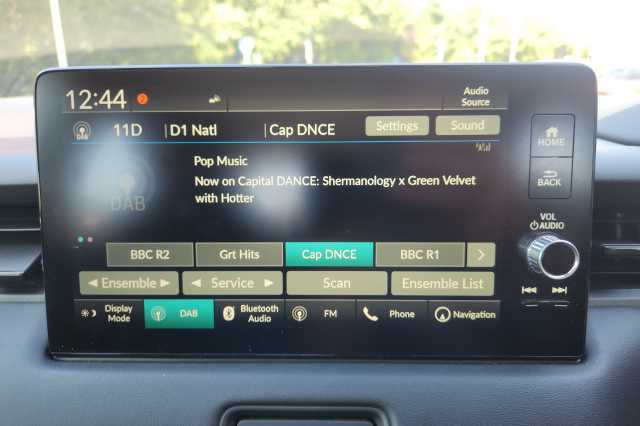 12:44 2 Audio
Source
DAB 11D D1 Natl Cap DNCE Settings Sound
HOME
Pop Music
Now on Capital DANCE: Shermanology x Green Velvet
with Hotter
DAB
BACK
VOL
AUDIO
BBC R2 Grt Hits Cap DNCE BBC R1
Ensemble Service Scan Ensemble List
Display
Mode DAB Bluetooth
Audio FM Phone Navigation